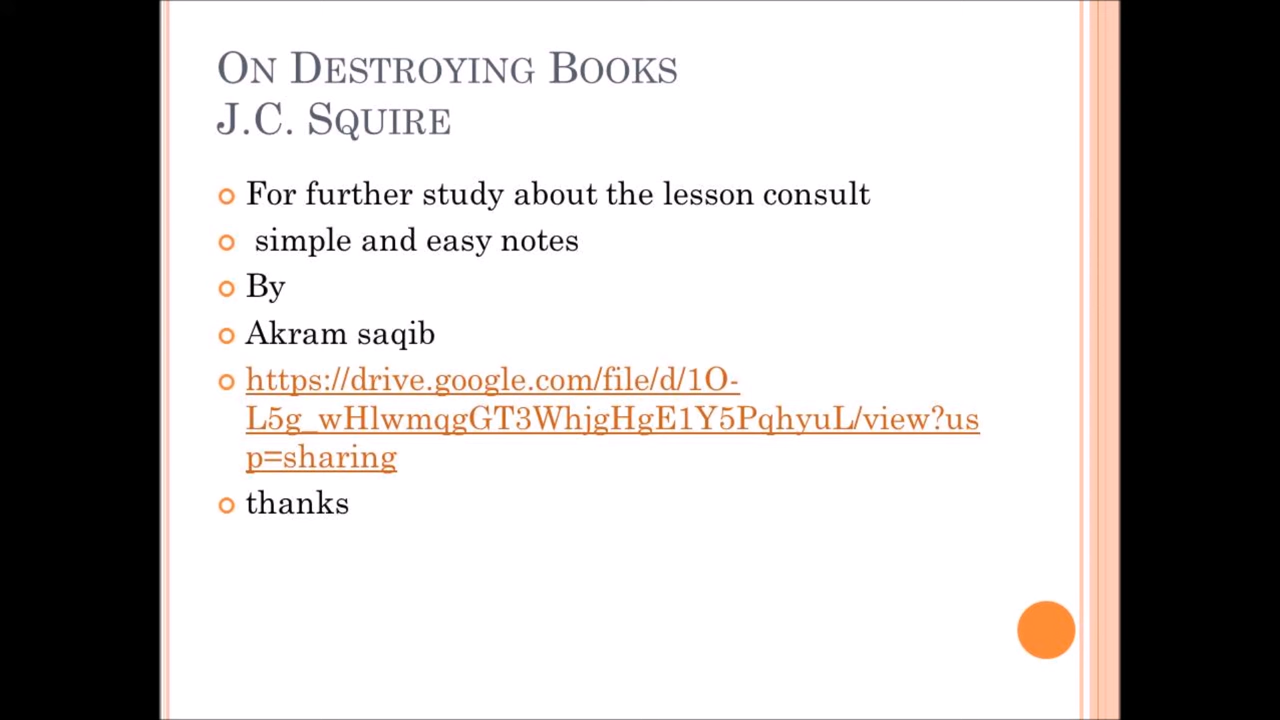 On Destroying Books
J.C. Squire
For further study about the lesson consult
simple and easy notes
By
Akram saqib
https://drive.google.com/file/d/1O-
L5g_wHlwmqgGT3WhjgHgE1Y5PqhyuL/view?us
p=sharing
thanks